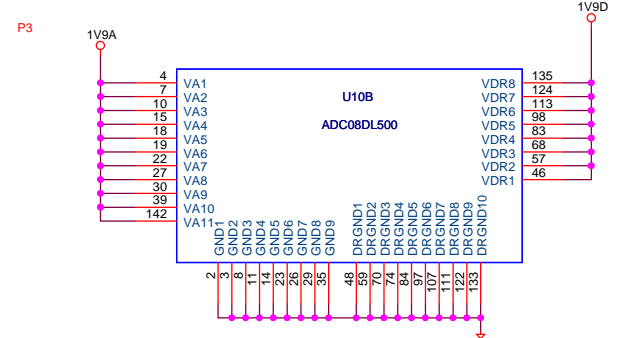 P3
1V9A
1V9D
U10B
ADC08DL500
4 VA1
7 VA2
10 VA3
15 VA4
18 VA5
19 VA6
22 VA7
27 VA8
30 VA9
39 VA10
142 VA11
VDR8 135
VDR7 124
VDR6 113
VDR5 98
VDR4 83
VDR3 68
VDR2 57
VDR1 46
GND1 2
GND2 3
GND3 8
GND4 11
GND5 14
GND6 23
GND7 26
GND8 29
GND9 35
DRGND1 48
DRGND2 59
DRGND3 70
DRGND4 74
DRGND5 84
DRGND6 97
DRGND7 107
DRGND8 111
DRGND9 122
DRGND10 133